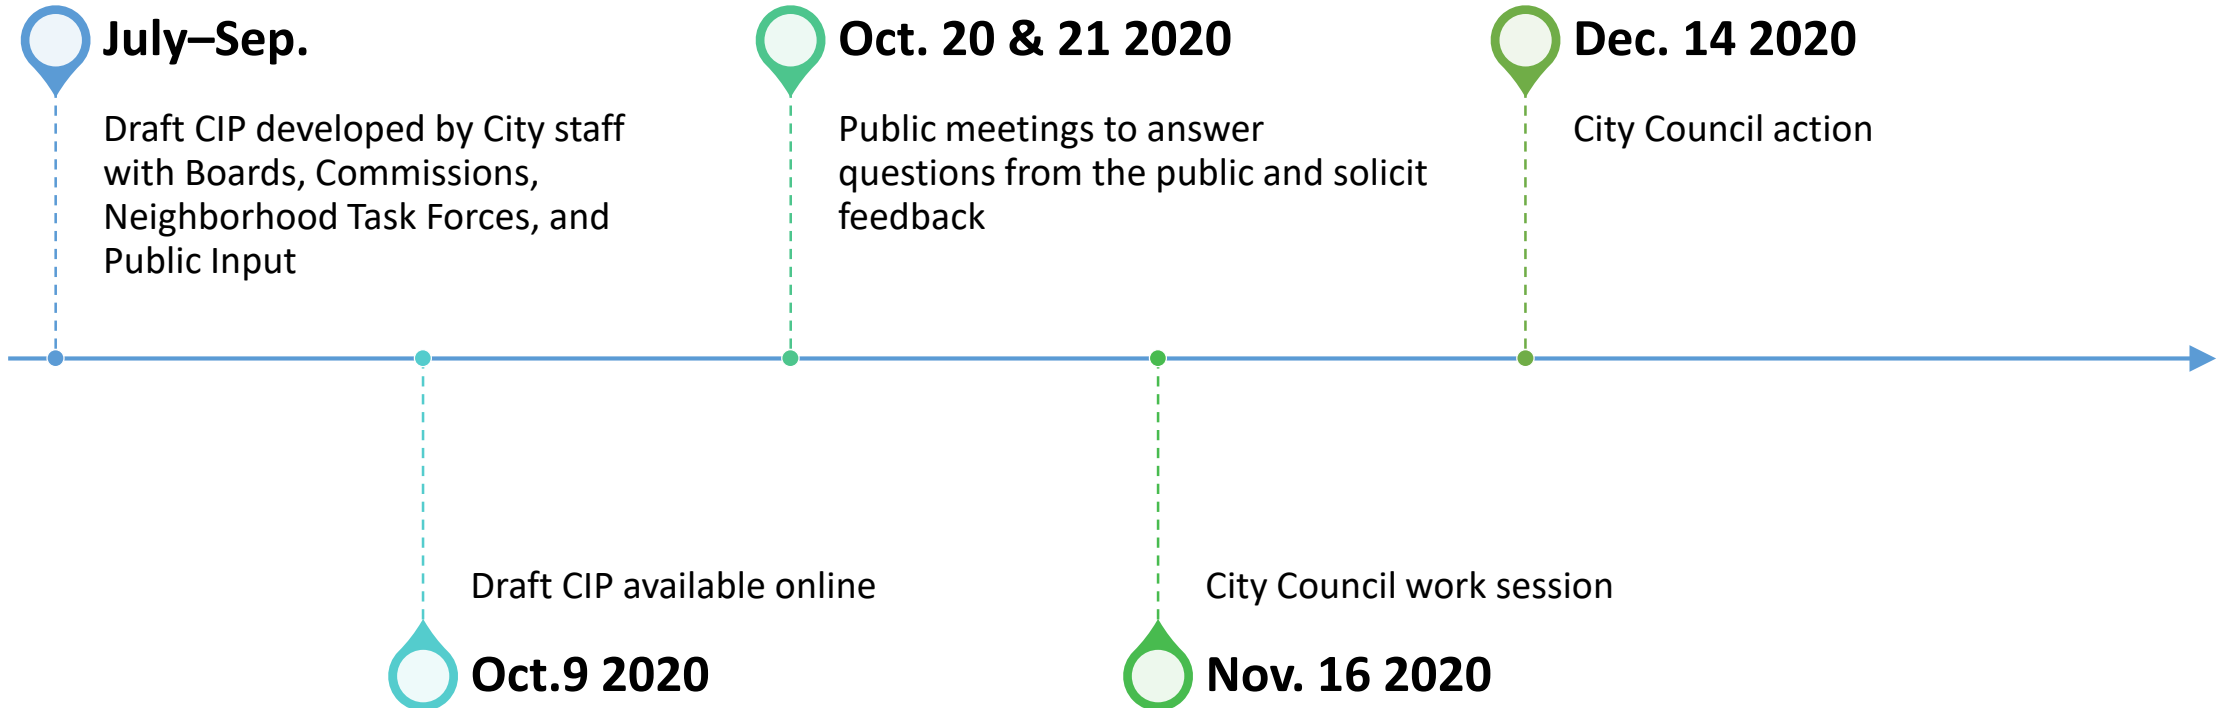 July–Sep.
Draft CIP developed by City staff
with Boards, Commissions,
Neighborhood Task Forces, and
Public Input
Draft CIP available online
Oct.9 2020
Oct. 20 & 21 2020
Public meetings to answer
questions from the public and solicit
feedback
City Council work session
Nov. 16 2020
Dec. 14 2020
City Council action